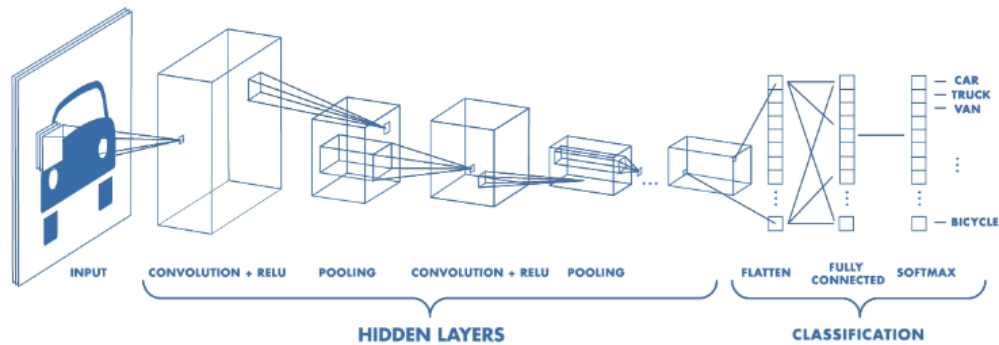 CAR
TRUCK
VAN
BICYCLE
INPUT
CONVOLUTION + RELU
POOLING
CONVOLUTION + RELU
POOLING
FLATTEN
FULLY
CONNECTED
SOFTMAX
HIDDEN LAYERS
CLASSIFICATION